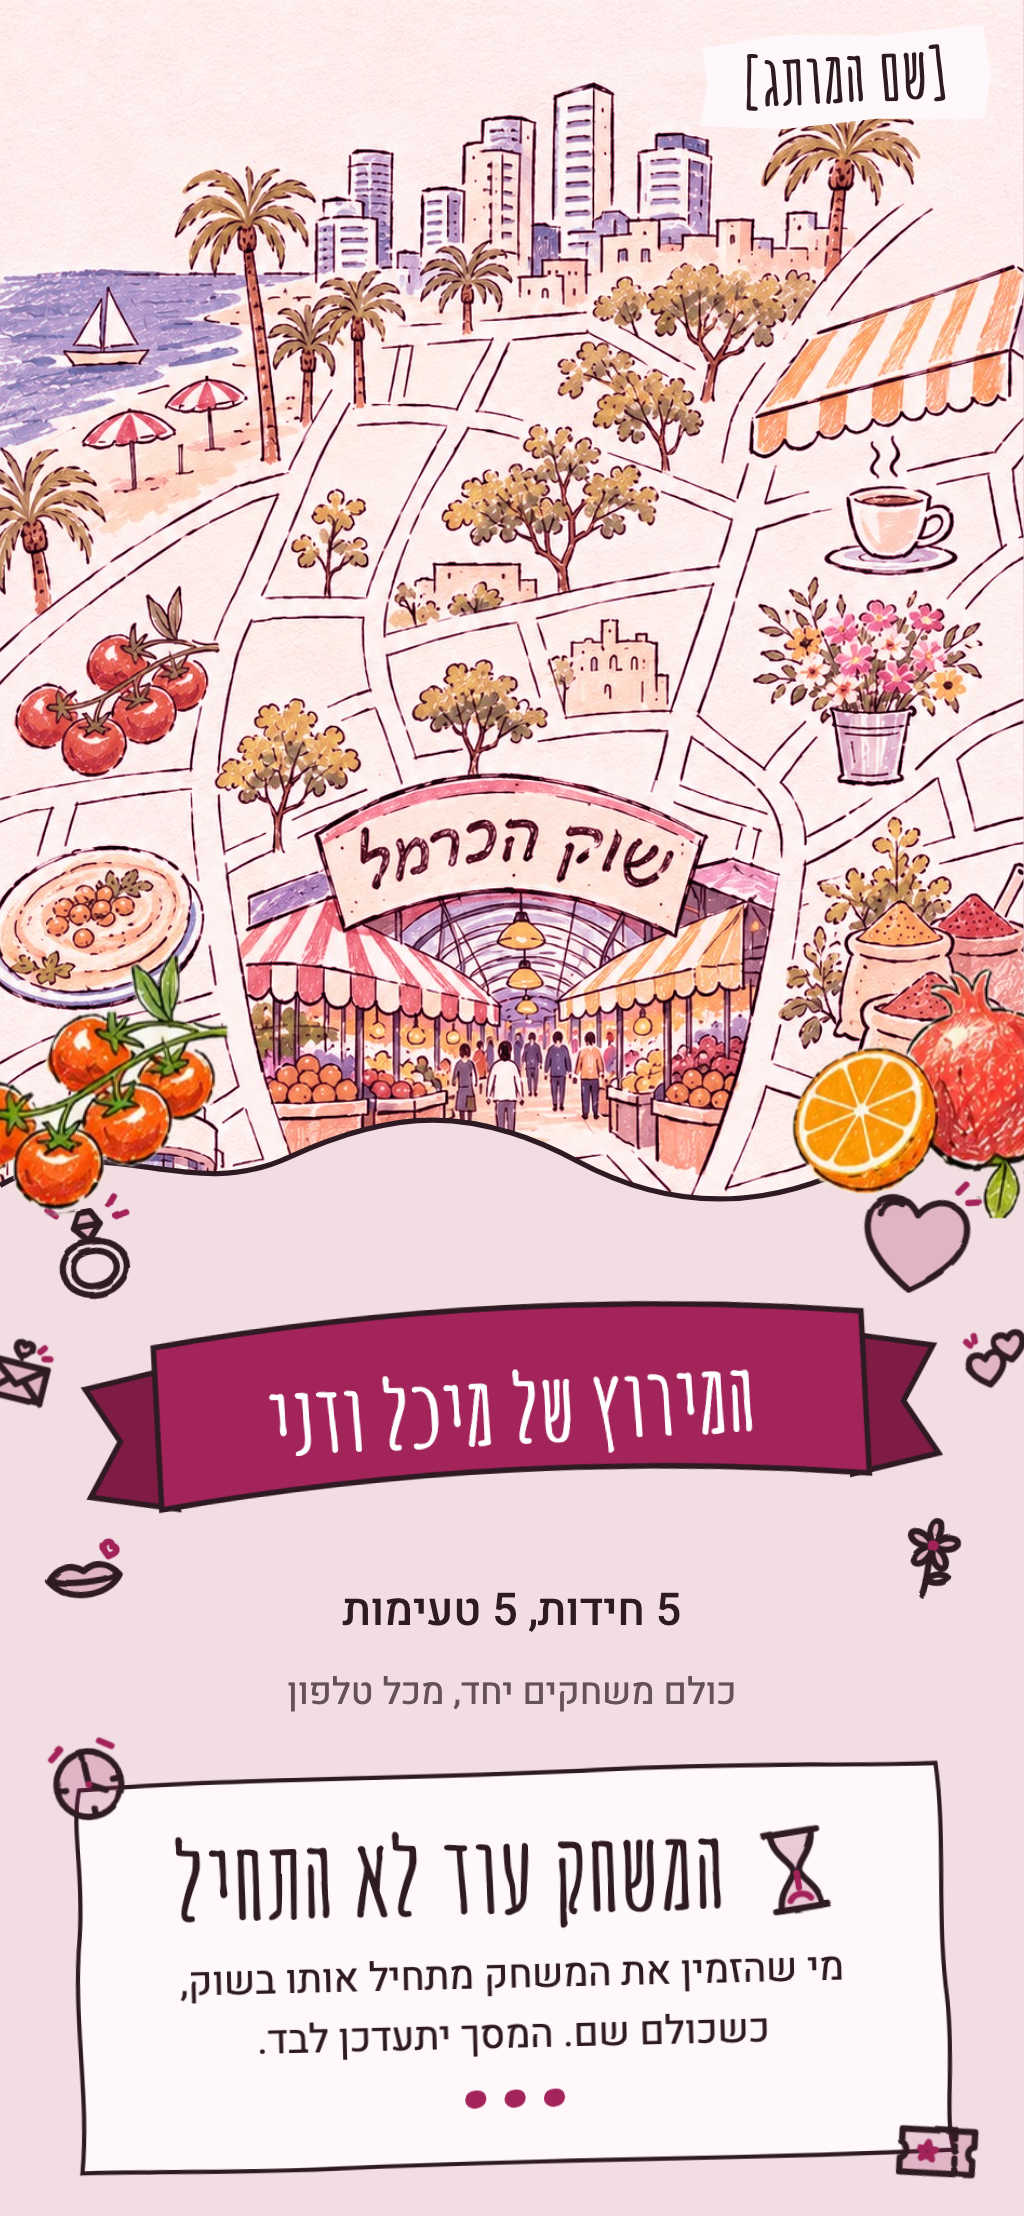 [שם המותג]
שוק הכרמל
המירוץ של מיכל ודני
5 חידות, 5 טעימות
כולם משחקים יחד, מכל טלפון
המשחק עוד לא התחיל
מי שהזמין את המשחק מתחיל אותו בשוק,
כשכולם שם. המסך יתעדכן לבד.